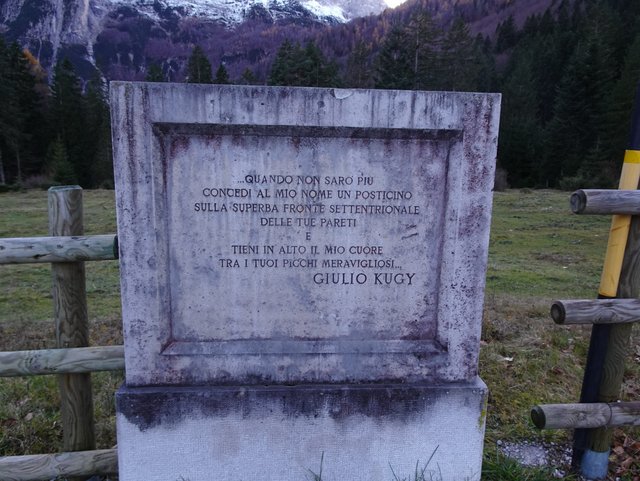 ...QUANDO NON SARÒ PIÙ
CONCEDI AL MIO NOME UN POSTICINO
SULLA SUPERBA FRONTE SETTENTRIONALE
DELLE TUE PARETI
E
TIENI IN ALTO IL MIO CUORE
TRA I TUOI PICCHI MERAVIGLIOSI...
GIULIO KUGY